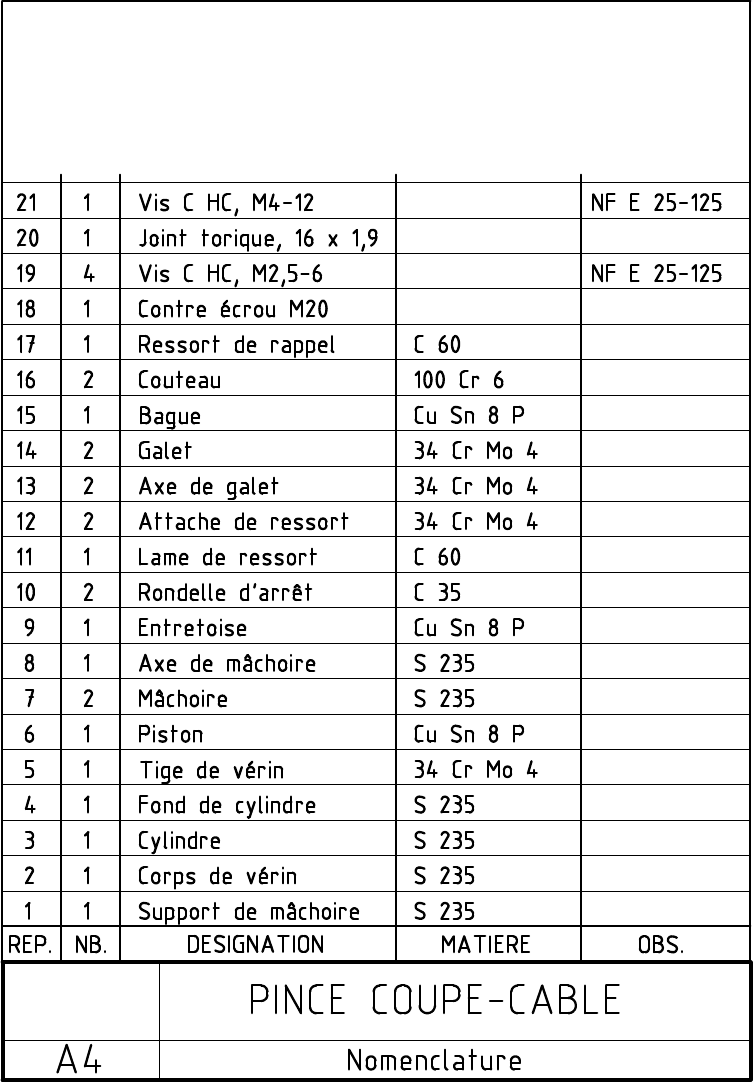 21 1 Vis C HC, M4-12 NF E 25-125
20 1 Joint torique, 16 x 1,9
19 4 Vis C HC, M2,5-6 NF E 25-125
18 1 Contre écrou M20
17 1 Ressort de rappel C 60
16 2 Couteau 100 Cr 6
15 1 Bague Cu Sn 8 P
14 2 Galet 34 Cr Mo 4
13 2 Axe de galet 34 Cr Mo 4
12 2 Attache de ressort 34 Cr Mo 4
11 1 Lame de ressort C 60
10 2 Rondelle d'arrêt C 35
9 1 Entretoise Cu Sn 8 P
8 1 Axe de mâchoire S 235
7 2 Mâchoire S 235
6 1 Piston Cu Sn 8 P
5 1 Tige de vérin 34 Cr Mo 4
4 1 Fond de cylindre S 235
3 1 Cylindre S 235
2 1 Corps de vérin S 235
1 1 Support de mâchoire S 235
REP. NB. DESIGNATION MATIERE OBS.
PINCE COUPE-CABLE
A4 Nomenclature